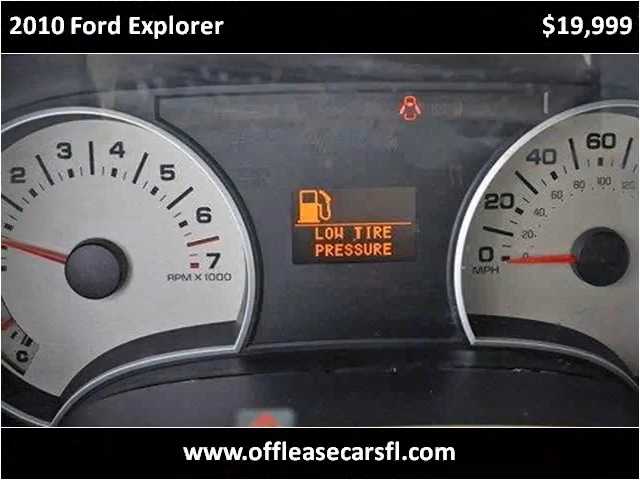 2010 Ford Explorer $19,999
2 3 4 5 6 7
RPM X 1000
C
LOW TIRE
PRESSURE
0 20 40 60
0 20 40 60 80 100 120
MPH
www.offleasecarsfl.com